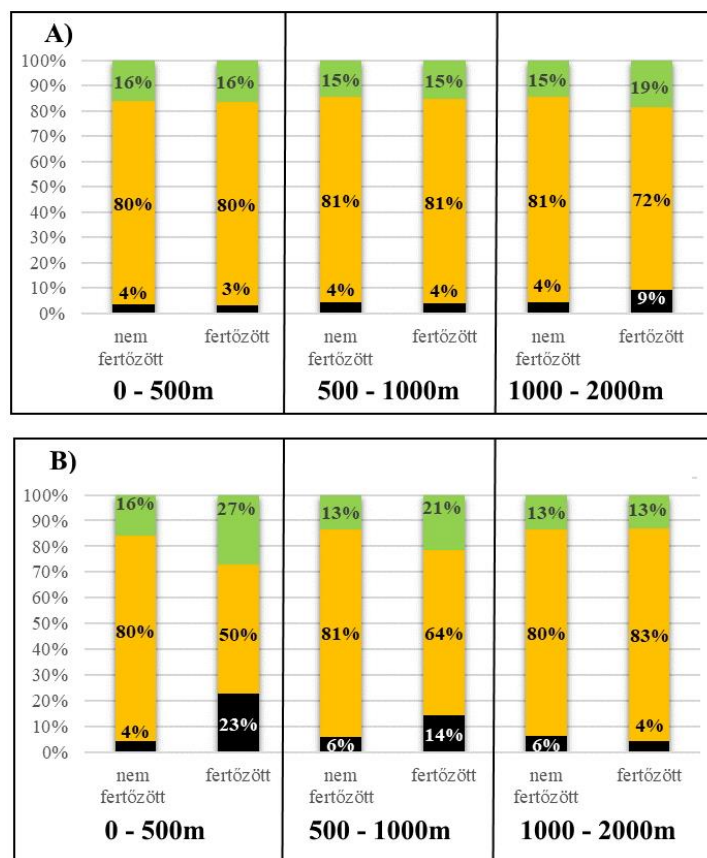 A)
100%
90%
80%
70%
60%
50%
40%
30%
20%
10%
0%
16% 16% 15% 15% 15% 19%
80% 80% 81% 81% 81% 72%
4% 3% 4% 4% 4% 9%
nem fertőzött nem fertőzött nem fertőzött
fertőzött fertőzött fertőzött
0 - 500m 500 - 1000m 1000 - 2000m
B)
100%
90%
80%
70%
60%
50%
40%
30%
20%
10%
0%
16% 27% 13% 21% 13% 13%
80% 50% 81% 64% 80% 83%
4% 23% 6% 14% 6% 4%
nem fertőzött nem fertőzött nem fertőzött
fertőzött fertőzött fertőzött
0 - 500m 500 - 1000m 1000 - 2000m